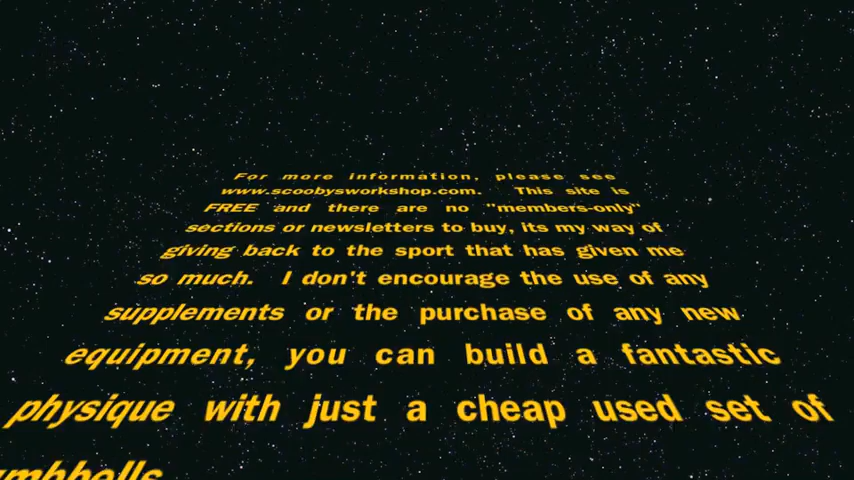 For more information, please see
www.scoobysworkshop.com. This site is
FREE and there are no "members-only"
sections or newsletters to buy, its my way of
giving back to the sport that has given me
so much. I don't encourage the use of any
supplements or the purchase of any new
equipment, you can build a fantastic
physique with just a cheap used set of